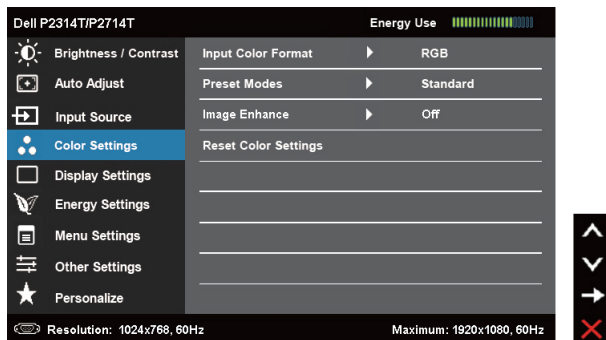 Dell P2314T/P2714T Energy Use
Brightness / Contrast Input Color Format RGB
Auto Adjust Preset Modes Standard
Input Source Image Enhance Off
Color Settings Reset Color Settings
Display Settings
Energy Settings
Menu Settings
Other Settings
Personalize
Resolution: 1024x768, 60Hz Maximum: 1920x1080, 60Hz